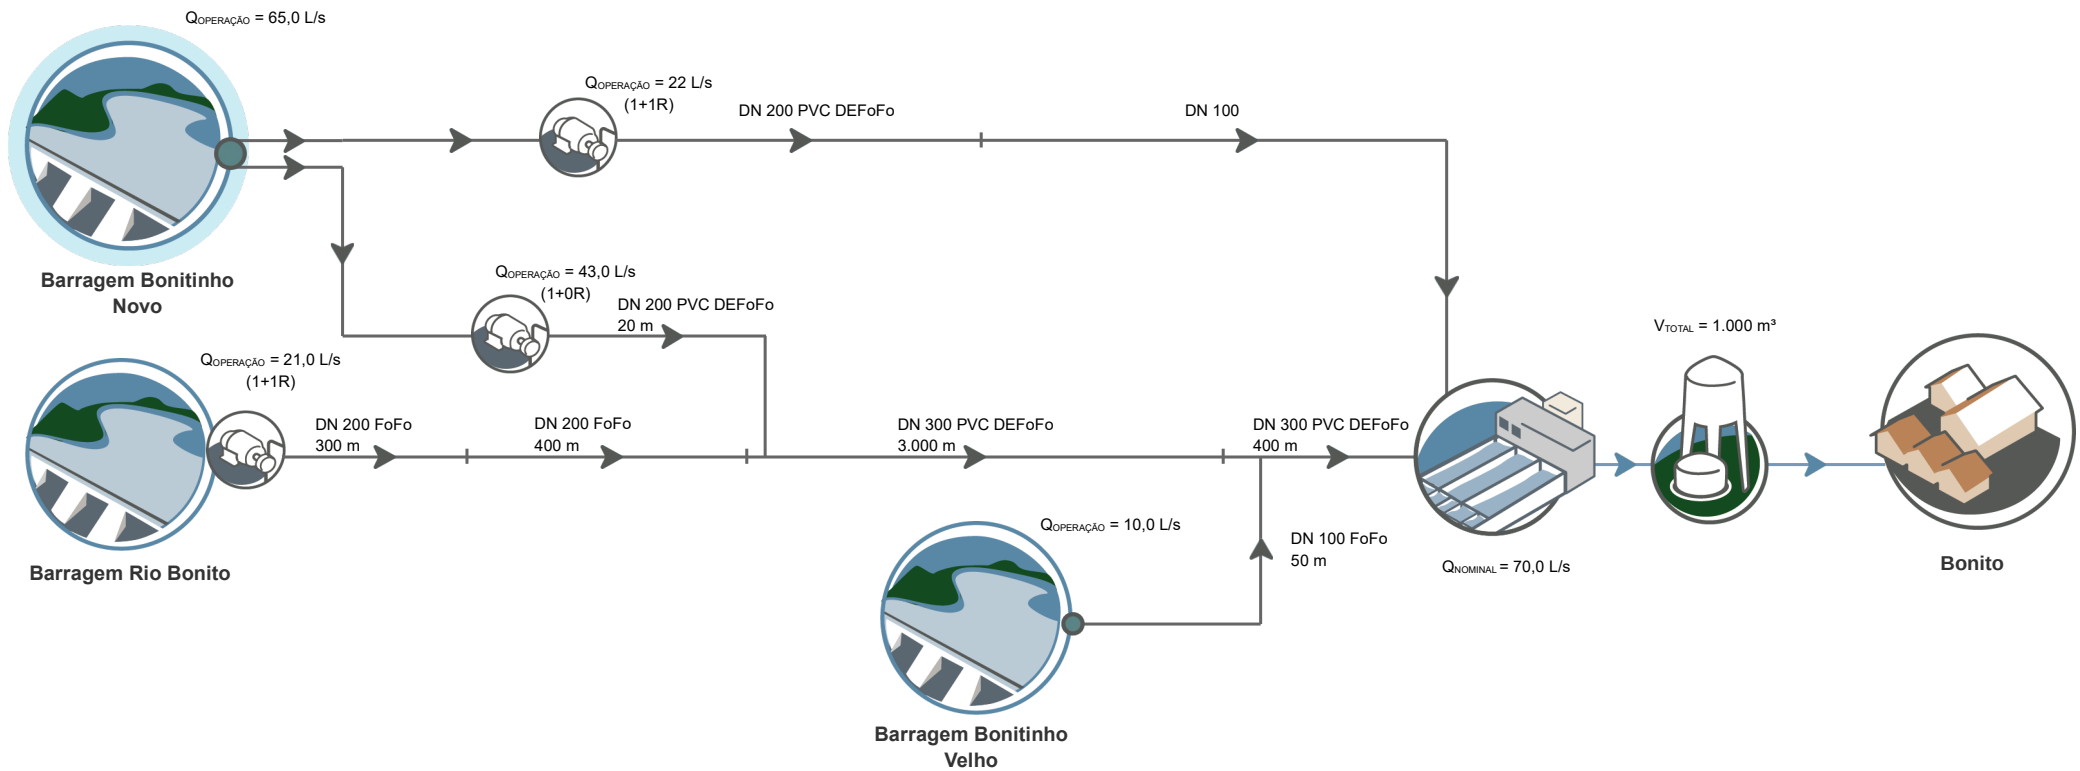 QOPERAÇÃO = 65,0 L/s
QOPERAÇÃO = 22 L/s
(1+1R)
DN 200 PVC DEFoFo
DN 100
Barragem Bonitinho
Novo
QOPERAÇÃO = 43,0 L/s
(1+0R)
DN 200 PVC DEFoFo
20 m
QOPERAÇÃO = 21,0 L/s
(1+1R)
DN 200 FoFo
300 m
DN 200 FoFo
400 m
DN 300 PVC DEFoFo
3.000 m
DN 300 PVC DEFoFo
400 m
VTOTAL = 1.000 m³
Barragem Rio Bonito
QOPERAÇÃO = 10,0 L/s
DN 100 FoFo
50 m
QNOMINAL = 70,0 L/s
Bonito
Barragem Bonitinho
Velho